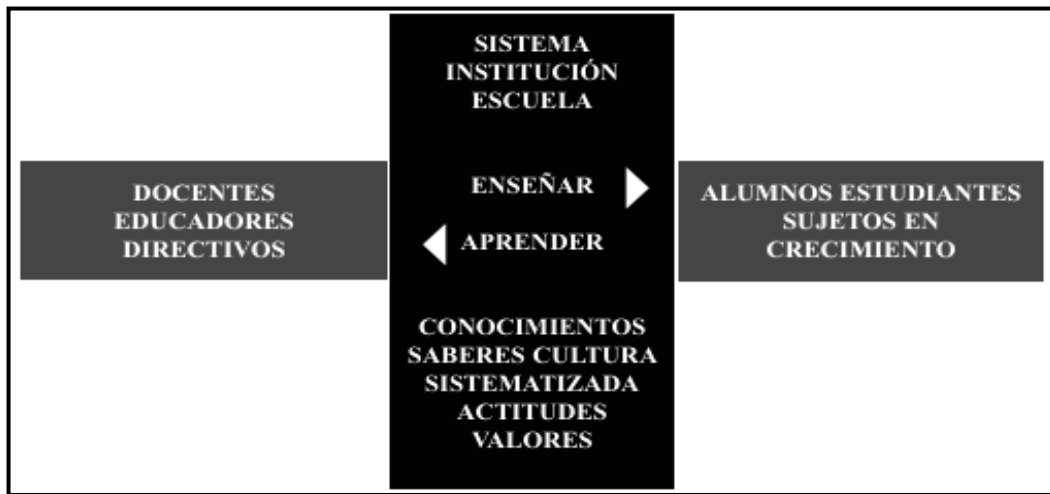 SISTEMA
INSTITUCIÓN
ESCUELA
DOCENTES
EDUCADORES
DIRECTIVOS
ENSEÑAR
APRENDER
ALUMNOS ESTUDIANTES
SUJETOS EN
CRECIMIENTO
CONOCIMIENTOS
SABERES CULTURA
SISTEMATIZADA
ACTITUDES
VALORES